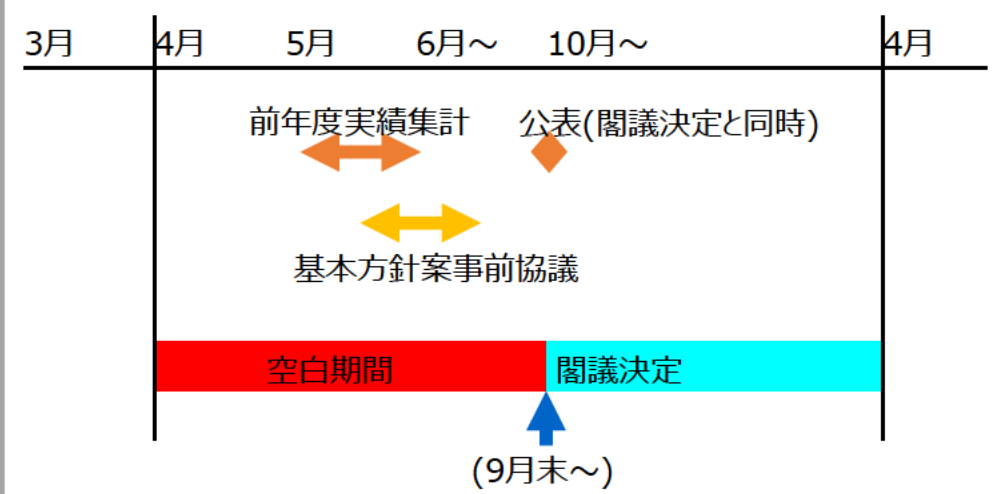 3月 4月 5月 6月～ 10月～ 4月
前年度実績集計 公表(閣議決定と同時)
基本方針案事前協議
空白期間 閣議決定
(9月末～)